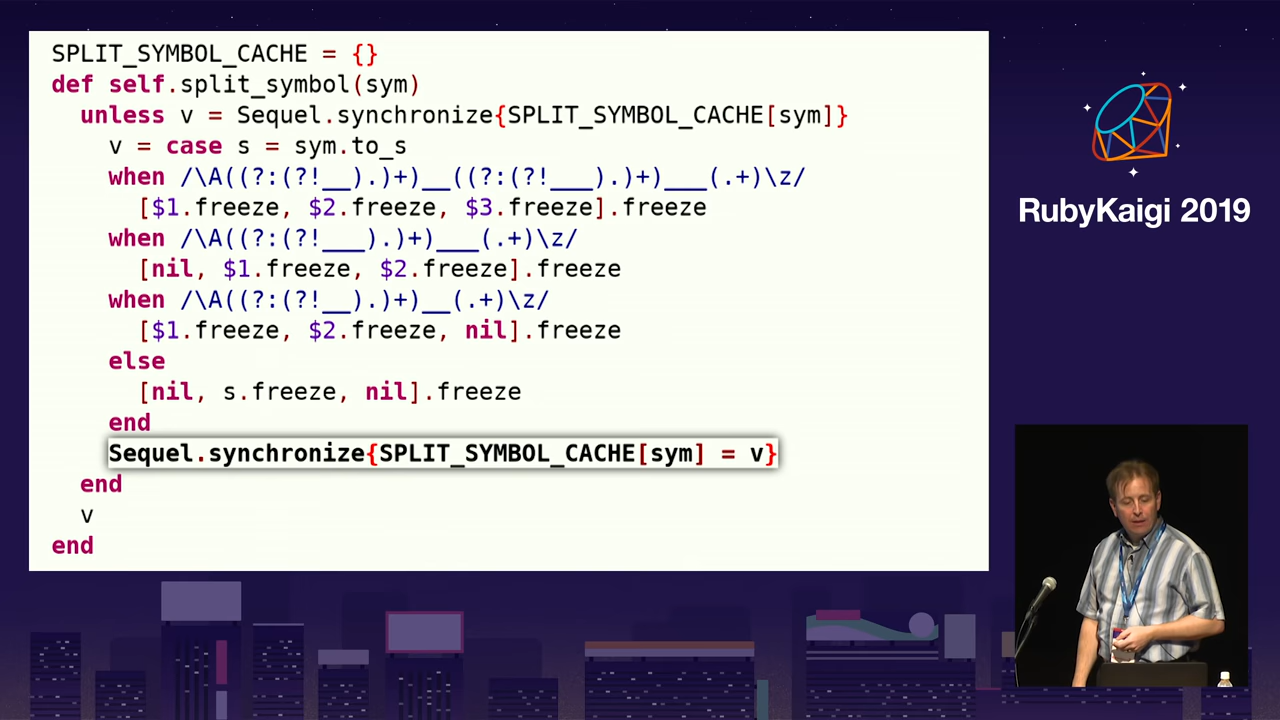 SPLIT_SYMBOL_CACHE = {}
def self.split_symbol(sym)
  unless v = Sequel.synchronize{SPLIT_SYMBOL_CACHE[sym]}
    v = case s = sym.to_s
    when /\A((?:(?!__).)+)__((?:(?!___).)+)___(.+)\z/
      [$1.freeze, $2.freeze, $3.freeze].freeze
    when /\A((?:(?!___).)+)___(.+)\z/
      [nil, $1.freeze, $2.freeze].freeze
    when /\A((?:(?!__).)+)__(.+)\z/
      [$1.freeze, $2.freeze, nil].freeze
    else
      [nil, s.freeze, nil].freeze
    end
    Sequel.synchronize{SPLIT_SYMBOL_CACHE[sym] = v}
  end
  v
end
RubyKaigi 2019